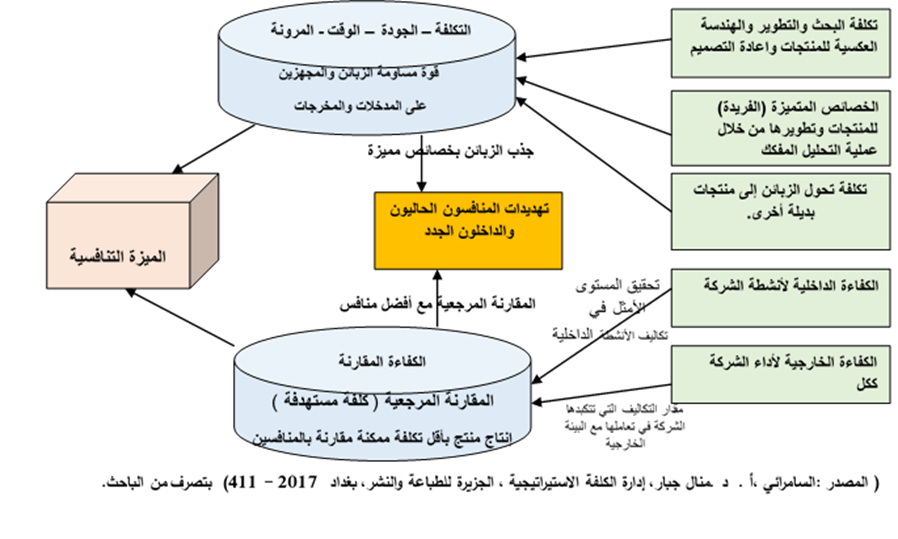 تكلفة البحث والتطوير والهندسة
العكسية للمنتجات واعادة التصميم
التكلفة – الجودة – الوقت - المرونة
قوة مساومة الزبائن والمجهزين
على المدخلات والمخرجات
الخصائص المتميزة (الفريدة)
للمنتجات وتطويرها من خلال
عملية التحليل المفكك
جذب الزبائن بخصائص مميزة
تكلفة تحول الزبائن إلى منتجات
بديلة أخرى.
تهديدات المنافسون الحاليون
والداخلون الجدد
الميزة التنافسية
الكفاءة الداخلية لأنشطة الشركة
تحقيق المستوى
الأمثل في
تكاليف الأنشطة الداخلية
المقارنة المرجعية مع أفضل منافس
الكفاءة الخارجية لأداء الشركة
ككل
الكفاءة المقارنة
المقارنة المرجعية ( كلفة مستهدفة )
إنتاج منتج بأقل تكلفة ممكنة مقارنة بالمنافسين
مقدار التكاليف التي تتكبدها
الشركة في تعاملها مع البيئة
الخارجية
( المصدر :السامرائي ،أ . د .منال جبار، إدارة الكلفة الاستيراتيجية ، الجزيرة للطباعة والنشر، بغداد 2017 – 411) بتصرف من الباحث.